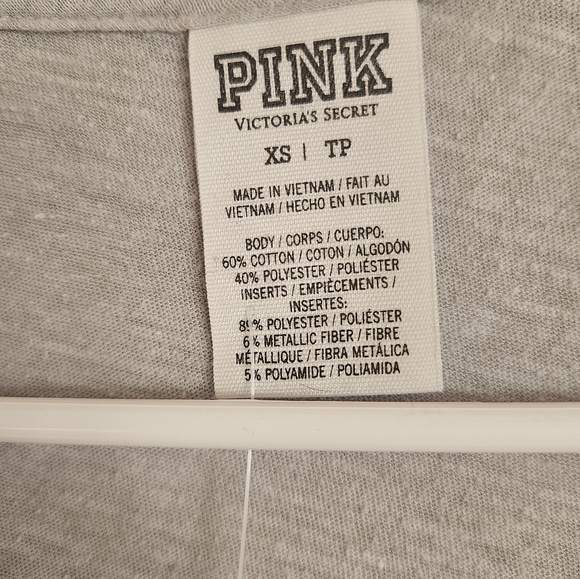 PINK
VICTORIA'S SECRET
XS | TP
MADE IN VIETNAM / FAIT AU
VIETNAM / HECHO EN VIETNAM
BODY / CORPS / CUERPO:
60% COTTON / COTON / ALGODÓN
40% POLYESTER / POLIÉSTER
INSERTS / EMPIÈCEMENTS /
INSERTES:
POLYESTER / POLIÉSTER
6% METALLIC FIBER / FIBRE
MÉTALLIQUE / FIBRA METÁLICA
5% POLYAMIDE / POLIAMIDA